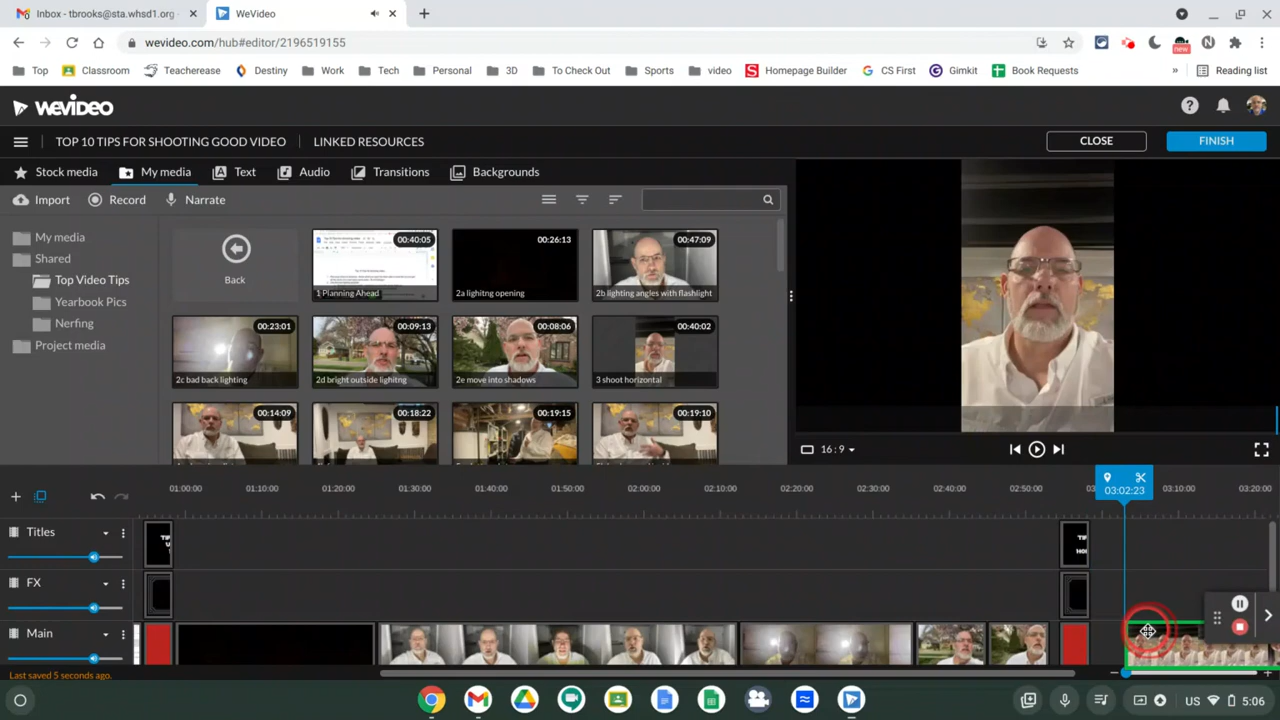 Inbox - tbrooks@sta.whsd1.org -
WeVideo
wevideo.com/hub#editor/2196519155
new
Top
Classroom
Teacherease
Destiny
Work
Tech
Personal
3D
To Check Out
Sports
video
Homepage Builder
CS First
Gimkit
Book Requests
»
Reading list
WEVIDEO
TOP 10 TIPS FOR SHOOTING GOOD VIDEO
LINKED RESOURCES
CLOSE
FINISH
Stock media
My media
Text
Audio
Transitions
Backgrounds
Import
Record
Narrate
My media
Shared
Top Video Tips
Yearbook Pics
Nerfing
Project media
Back
00:40:05
1 Planning Ahead
00:26:13
2a lighitng opening
00:47:09
2b lighting angles with flashlight
00:23:01
2c bad back lighting
00:09:13
2d bright outside lighitng
00:08:06
2e move into shadows
00:40:02
3 shoot horizontal
00:14:09
00:18:22
00:19:15
00:19:10
16:9
03:02:23
01:00:00
01:10:00
01:20:00
01:30:00
01:40:00
01:50:00
02:00:00
02:10:00
02:20:00
02:30:00
02:40:00
02:50:00
03:10:00
03:20:00
Titles
FX
Main
Last saved 5 seconds ago.
US
5:06